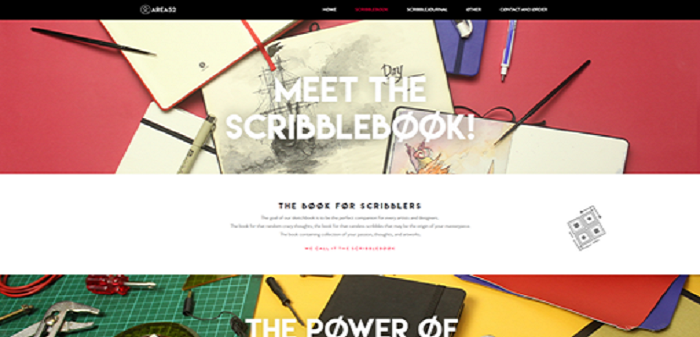 AREA52
HOME SCRIBBLEBOOK SCRIBBLEJOURNAL OTHER CONTACT AND ORDER
Day
MEET THE
SCRIBBLEBØØK!
THE BØØK FØR SCRIBBLERS
The goal of our sketchbook is to be the perfect companion for every artists and designers.
The book for that random crazy thoughts, the book for that random scribbles that may be the origin of your masterpiece.
The book containing collection of your passion, thoughts, and artworks.
WE CALL IT THE SCRIBBLEBØØK
THE PØWER ØF